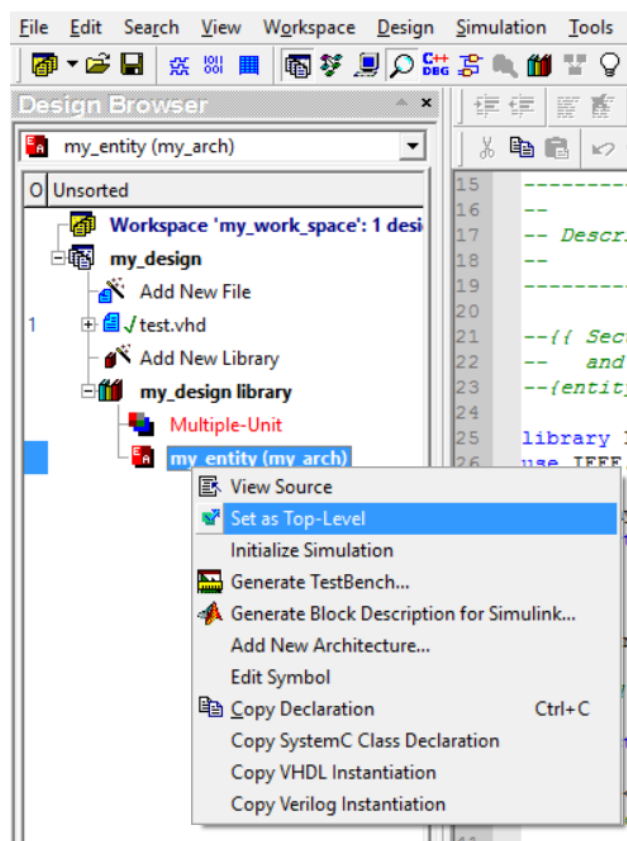 File Edit Search View Workspace Design Simulation Tools
C++ DBG
Design Browser
my_entity (my_arch)
O Unsorted
Workspace 'my_work_space': 1 desi
my_design
Add New File
1 test.vhd
Add New Library
my_design library
Multiple-Unit
my_entity (my_arch)
View Source
Set as Top-Level
Initialize Simulation
Generate TestBench...
Generate Block Description for Simulink...
Add New Architecture...
Edit Symbol
Copy Declaration Ctrl+C
Copy SystemC Class Declaration
Copy VHDL Instantiation
Copy Verilog Instantiation
15 ---------
16 --
17 -- Descr
18 --
19 ---------
20
21 --{{ Sec
22 -- and
23 --{entity
24
25 library
26 use IEEE